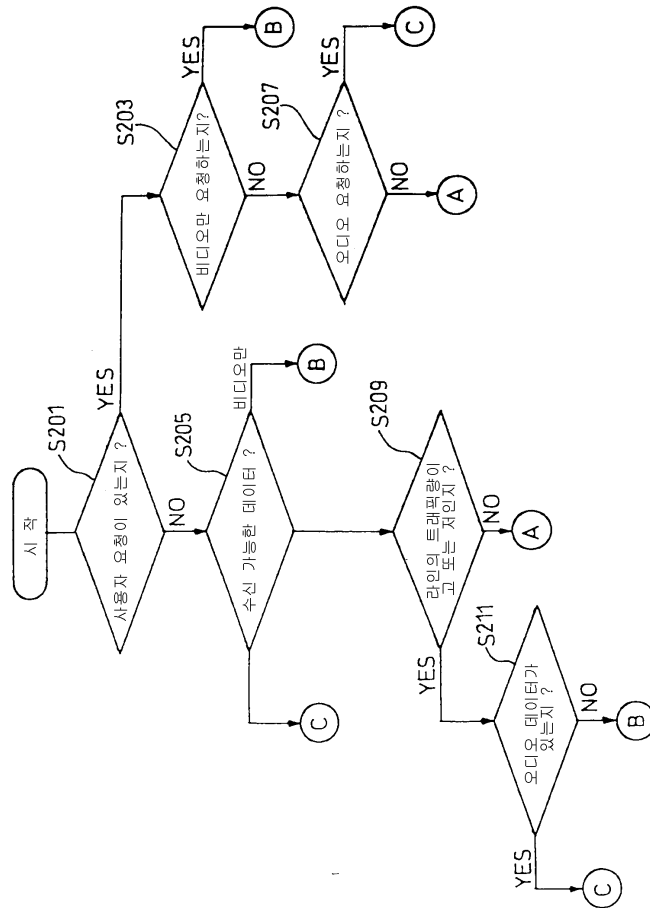 시 작
S201
사용자 요청이 있는지 ?
YES
NO
S203
비디오만 요청하는지?
YES
B
NO
S205
수신 가능한 데이터 ?
비디오만
B
C
S207
오디오 요청하는지 ?
YES
C
NO
A
S209
라인의 트래픽량이
고 또는 저인지 ?
YES
NO
A
S211
오디오 데이터가
있는지 ?
YES
C
NO
B